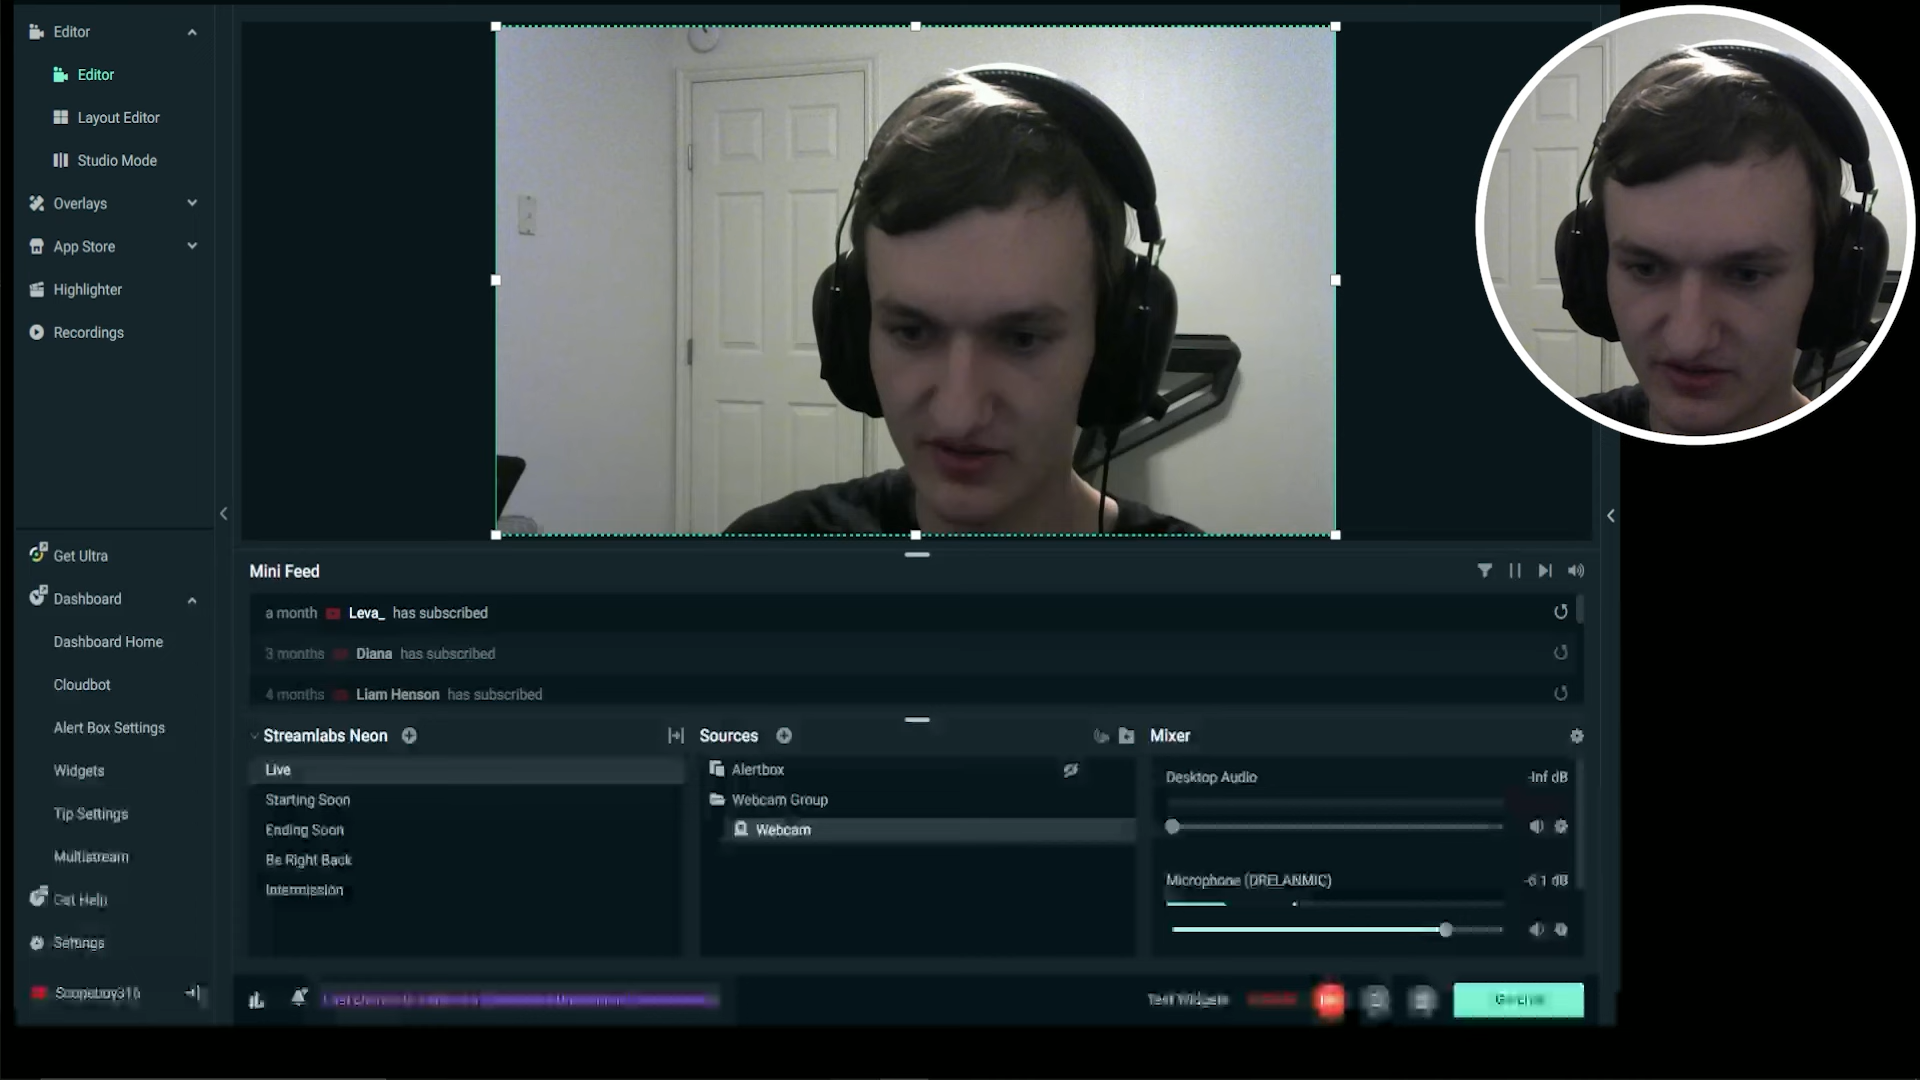 Editor
Editor
Layout Editor
Studio Mode
Overlays
App Store
Highlighter
Recordings
Get Ultra
Dashboard
Dashboard Home
Cloudbot
Alert Box Settings
Widgets
Tip Settings
Multistream
Get Help
Settings
Mini Feed
a month Leva_ has subscribed
3 months Diana has subscribed
4 months Liam Henson has subscribed
Streamlabs Neon
Live
Starting Soon
Ending Soon
Be Right Back
Intermission
Sources
Alertbox
Webcam Group
Webcam
Mixer
Desktop Audio -Inf dB
Microphone (DRELANMIC) -6.1 dB
Test Widgets
Go Live